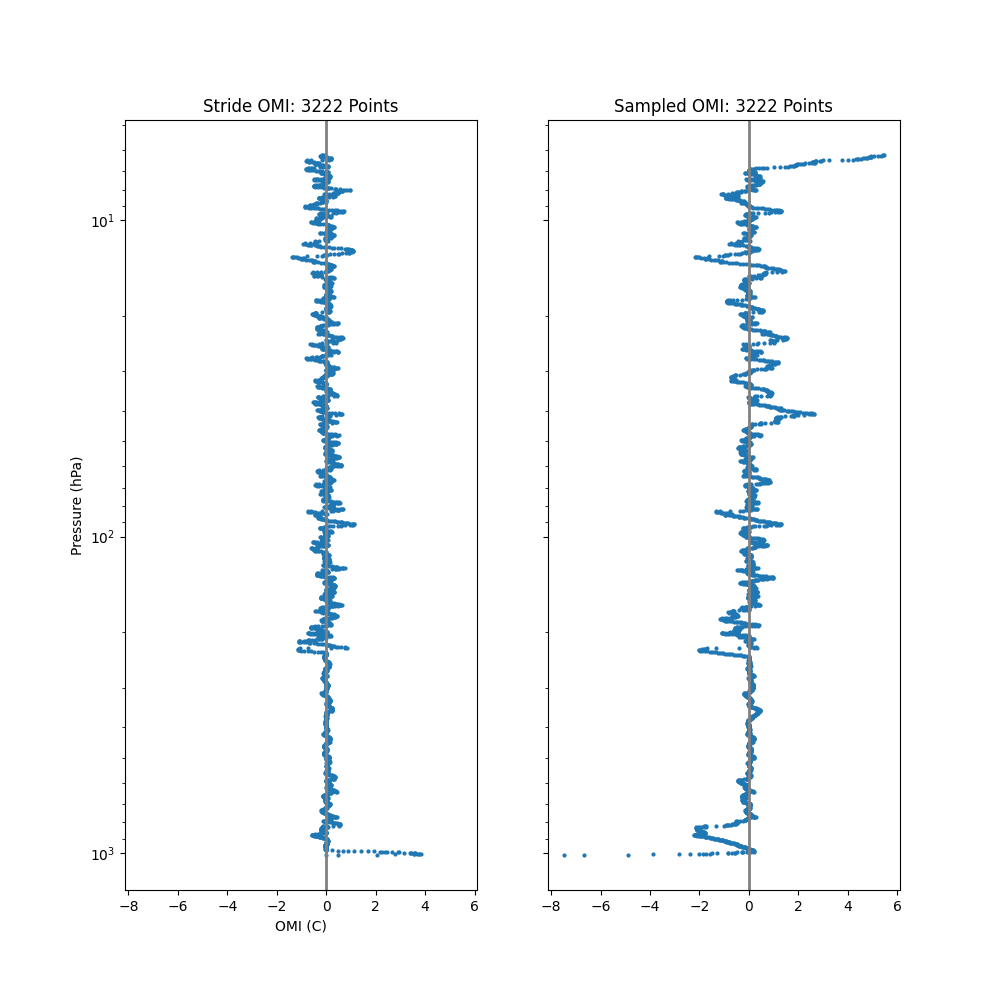 Stride OMI: 3222 Points
Sampled OMI: 3222 Points
Pressure (hPa)
10¹
10²
10³
−8 −6 −4 −2 0 2 4 6
OMI (C)
−8 −6 −4 −2 0 2 4 6